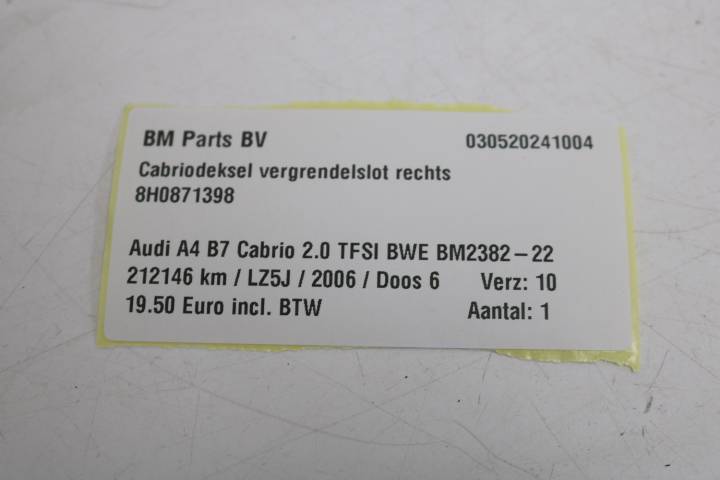 BM Parts BV 030520241004
Cabriodeksel vergrendelslot rechts
8H0871398
Audi A4 B7 Cabrio 2.0 TFSI BWE BM2382-22
212146 km / LZ5J / 2006 / Doos 6 Verz: 10
19.50 Euro incl. BTW Aantal: 1